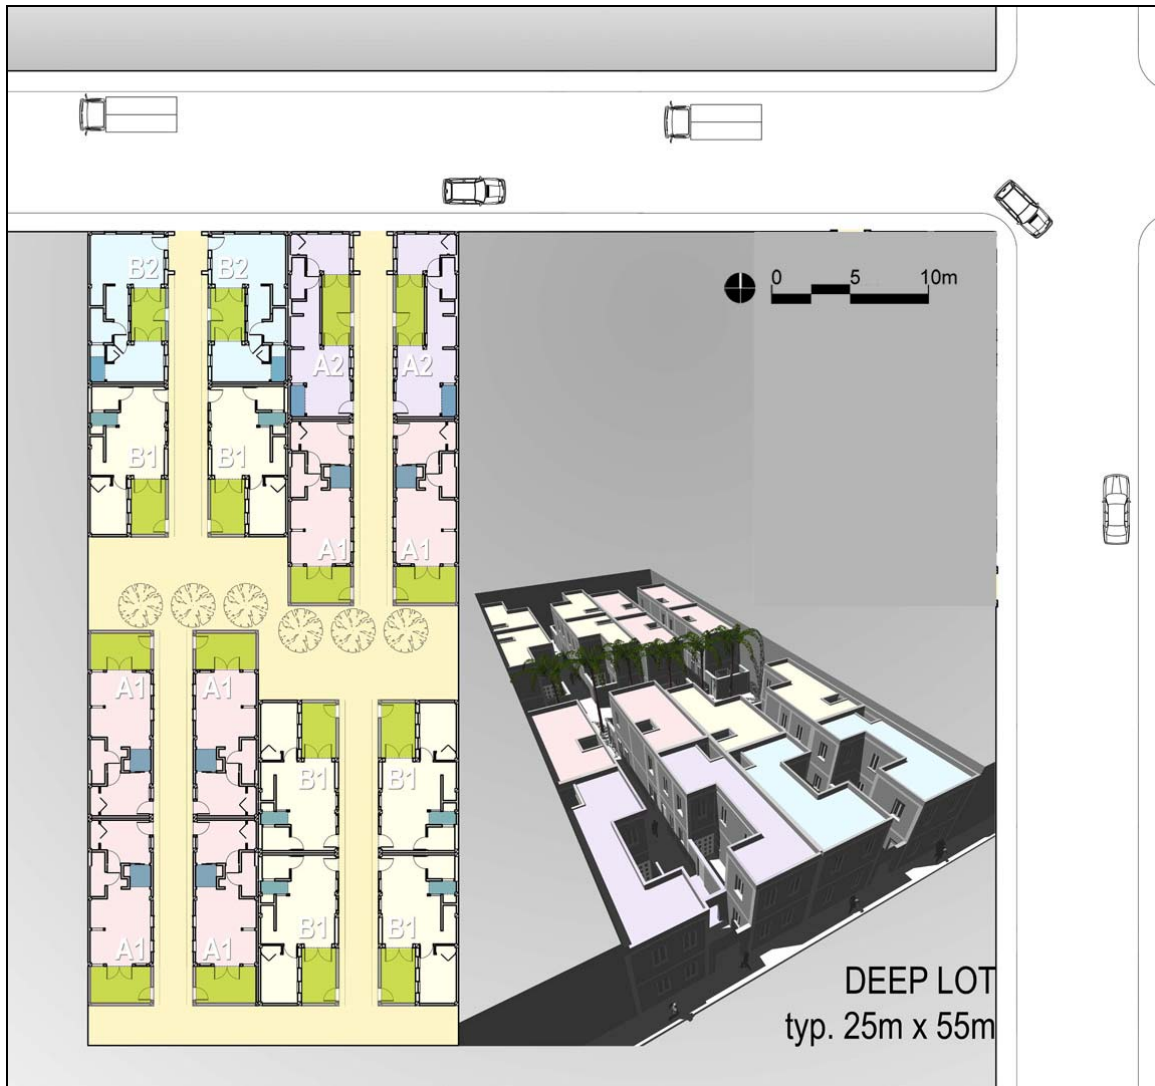 B2 B2
0 5 10m
A2 A2
B1 B1
A1 A1
A1 A1
B1 B1
B1 B1
A1 A1
DEEP LOT
typ. 25m x 55m